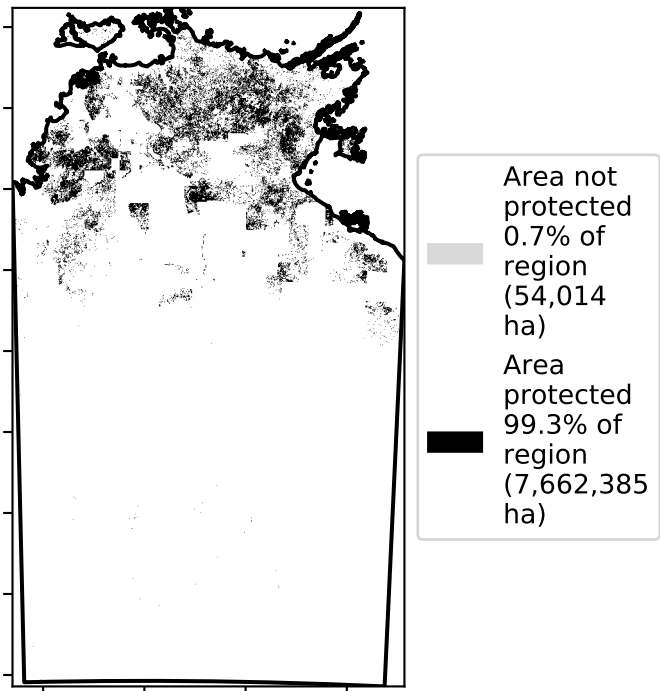 Area not
protected
0.7% of
region
(54,014
ha)
Area
protected
99.3% of
region
(7,662,385
ha)